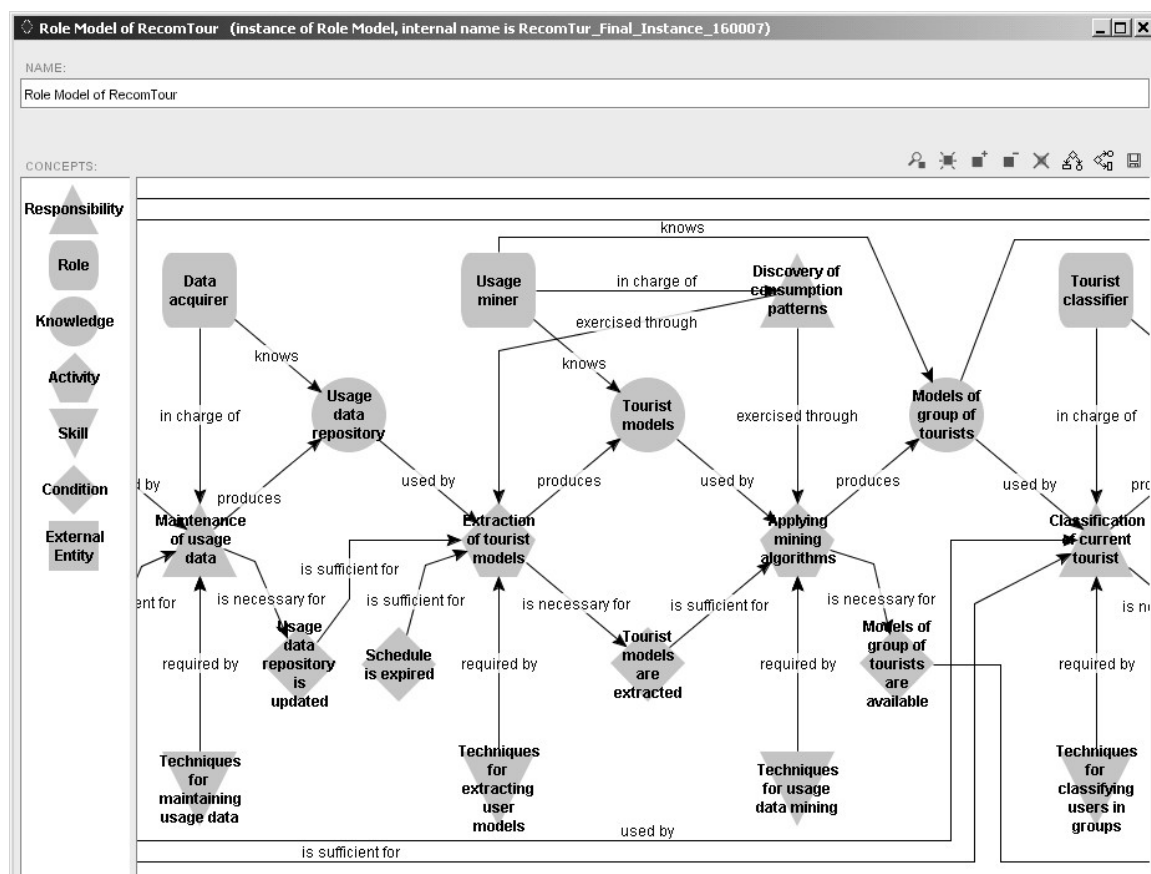 Role Model of RecomTour (instance of Role Model, internal name is RecomTur_Final_Instance_160007)
NAME:
Role Model of RecomTour
CONCEPTS:
Responsibility
Role
Knowledge
Activity
Skill
Condition
External
Entity
knows
Data
acquirer
Usage
miner
in charge of
Discovery of
consumption
patterns
Tourist
classifier
exercised through
knows
knows
Usage
data
repository
Tourist
models
Models of
group of
tourists
in charge of
exercised through
in charge of
d by
produces
used by
produces
used by
produces
used by
pro
Maintenance
of usage
data
Extraction
of tourist
models
Applying
mining
algorithms
Classification
of current
tourist
is sufficient for
ent for
is necessary for
is sufficient for
is necessary for
is sufficient for
is necessary for
is ne
Usage
data
repository
is
updated
Schedule
is expired
Tourist
models
are
extracted
Models of
group of
tourists
are
available
required by
required by
required by
required by
Techniques
for
maintaining
usage data
Techniques
for
extracting
user
models
Techniques
for usage
data mining
Techniques
for
classifying
users in
groups
used by
is sufficient for